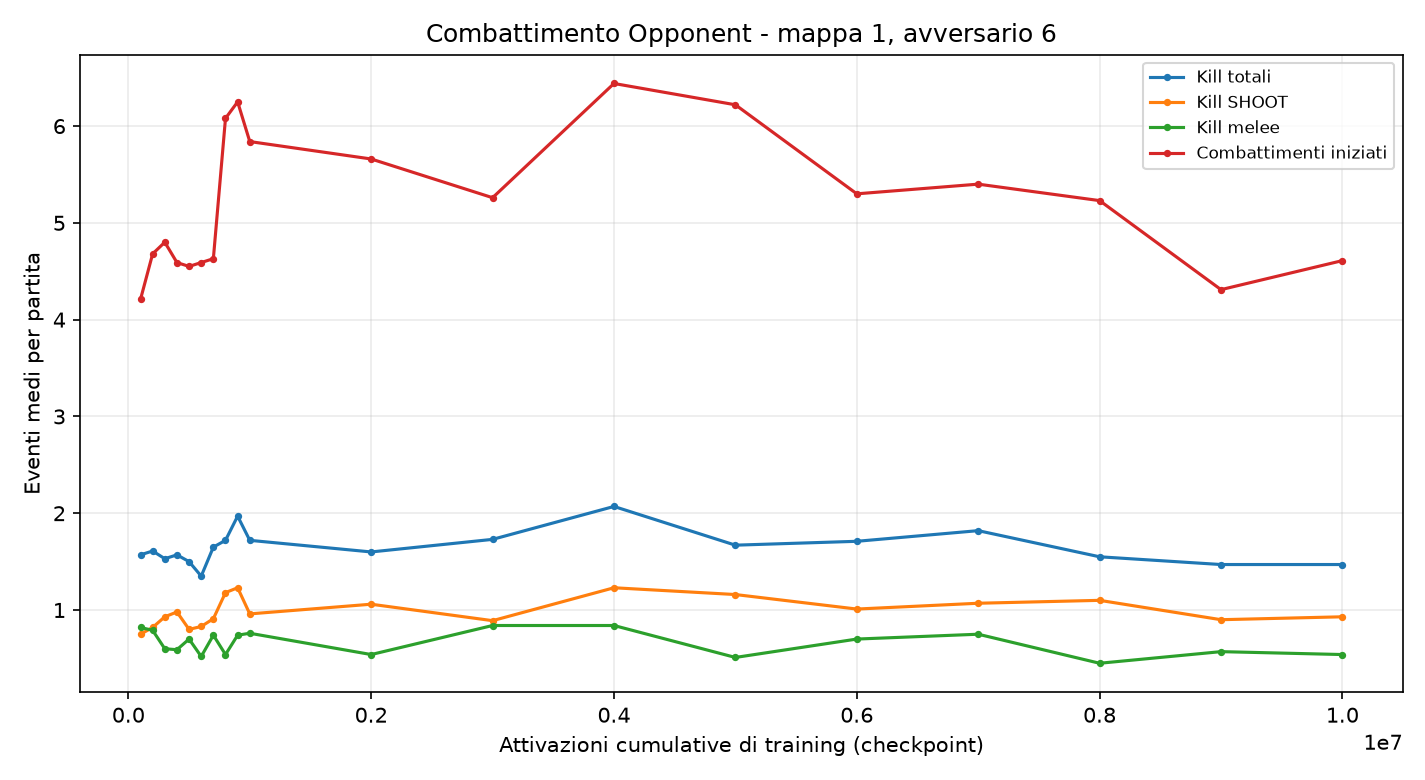 Combattimento Opponent - mappa 1, avversario 6
Kill totali
Kill SHOOT
Kill melee
Combattimenti iniziati
Eventi medi per partita
6
5
4
3
2
1
0.0
0.2
0.4
0.6
0.8
1.0
1e7
Attivazioni cumulative di training (checkpoint)